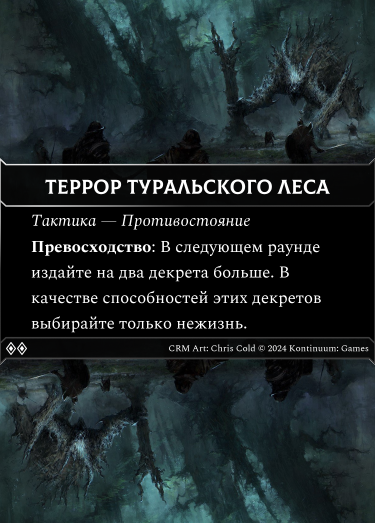 ТЕРРОР ТУРАЛЬСКОГО ЛЕСА
Тактика — Противостояние
Превосходство: В следующем раунде
издайте на два декрета больше. В
качестве способностей этих декретов
выбирайте только нежизнь.
CRM Art: Chris Cold © 2024 Kontinuum: Games